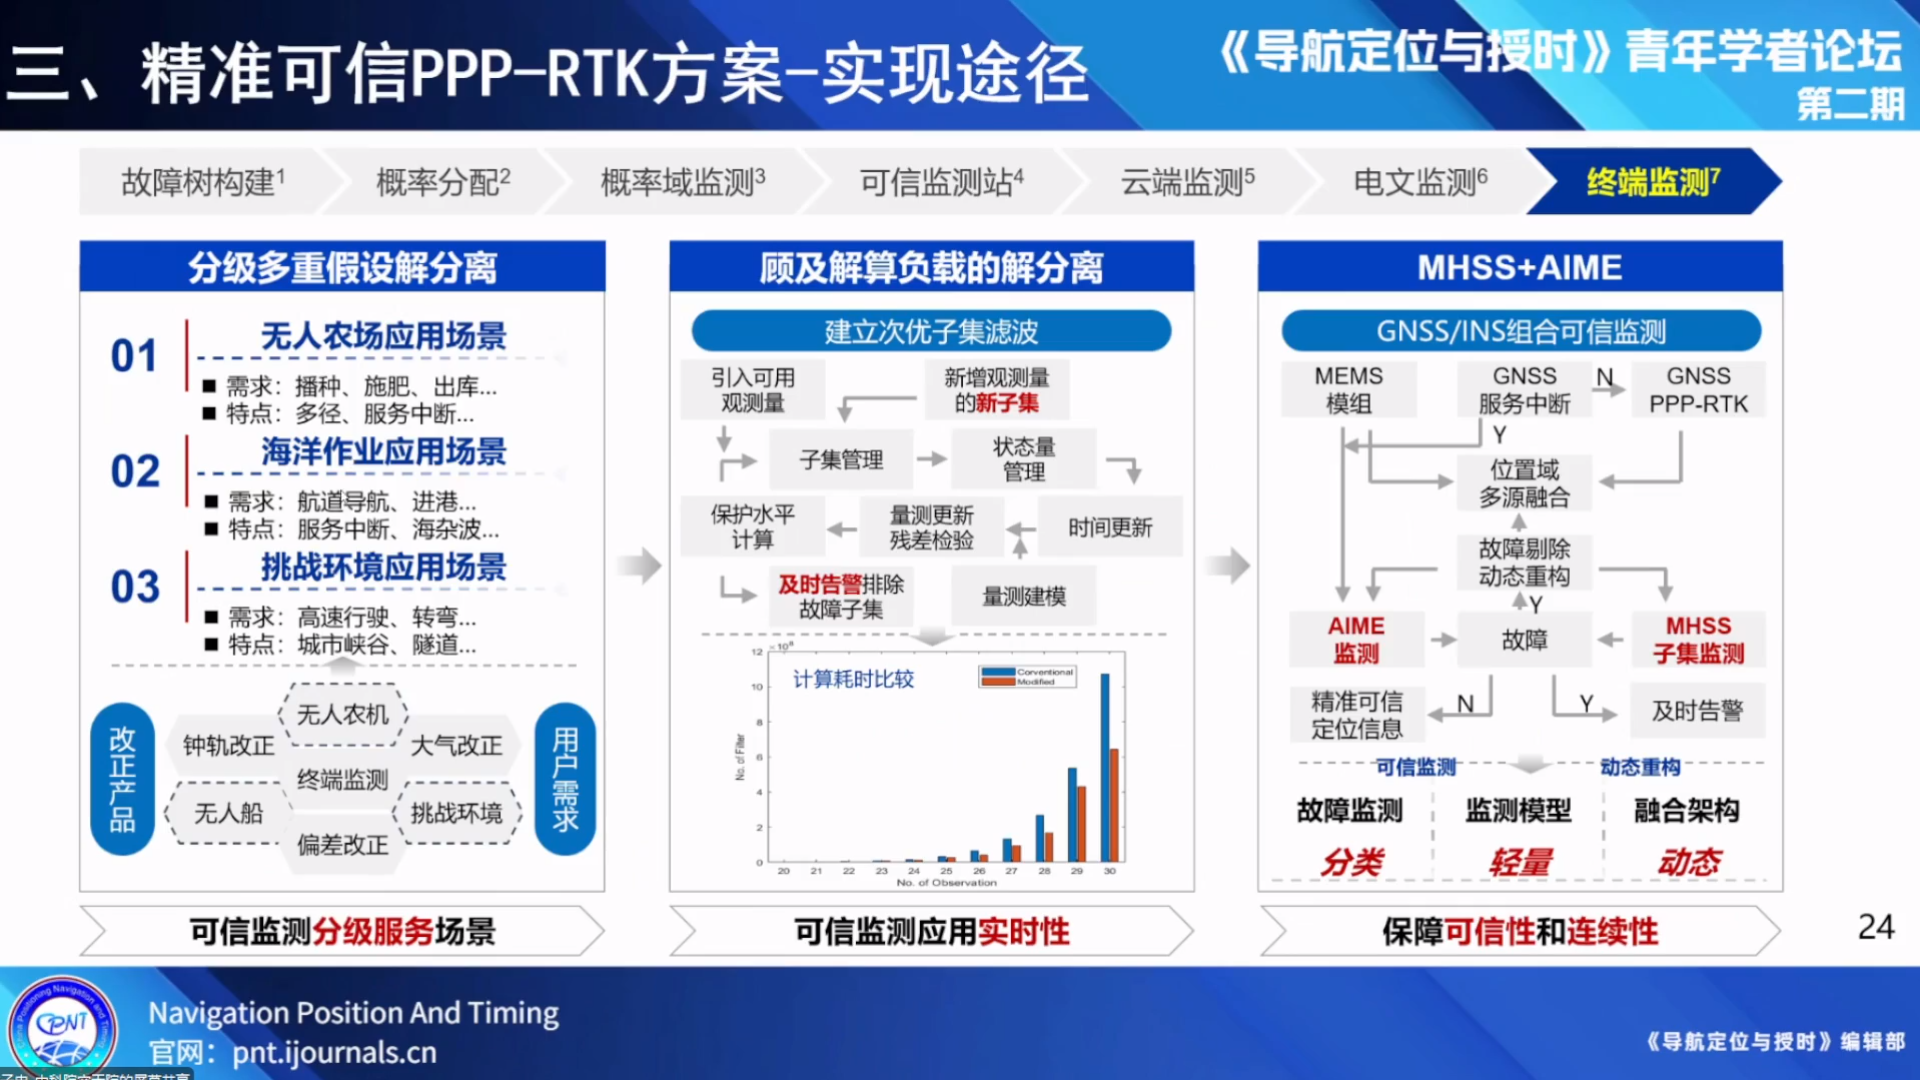 三、精准可信PPP-RTK方案-实现途径
《导航定位与授时》青年学者论坛
第二期
故障树构建1
概率分配2
概率域监测3
可信监测站4
云端监测5
电文监测6
终端监测7
分级多重假设解分离
01
无人农场应用场景
■ 需求：播种、施肥、出库...
■ 特点：多径、服务中断...
02
海洋作业应用场景
■ 需求：航道导航、进港...
■ 特点：服务中断、海杂波...
03
挑战环境应用场景
■ 需求：高速行驶、转弯...
■ 特点：城市峡谷、隧道...
改正产品
无人农机
钟轨改正
大气改正
终端监测
无人船
挑战环境
偏差改正
用户需求
可信监测分级服务场景
顾及解算负载的解分离
建立次优子集滤波
引入可用
观测量
新增观测量
的新子集
子集管理
状态量
管理
保护水平
计算
量测更新
残差检验
时间更新
及时告警排除
故障子集
量测建模
计算耗时比较
Conventional
Modified
No. of Filter
12
10
8
6
4
2
0
20 21 22 23 24 25 26 27 28 29 30
No. of Observation
可信监测应用实时性
MHSS+AIME
GNSS/INS组合可信监测
MEMS
模组
GNSS
服务中断
N
GNSS
PPP-RTK
Y
位置域
多源融合
故障剔除
动态重构
Y
AIME
监测
故障
MHSS
子集监测
精准可信
定位信息
N
Y
及时告警
可信监测
动态重构
故障监测
监测模型
融合架构
分类
轻量
动态
保障可信性和连续性
24
CPNT
China Positioning Navigation and Timing
Navigation Position And Timing
官网：pnt.ijournals.cn
《导航定位与授时》编辑部